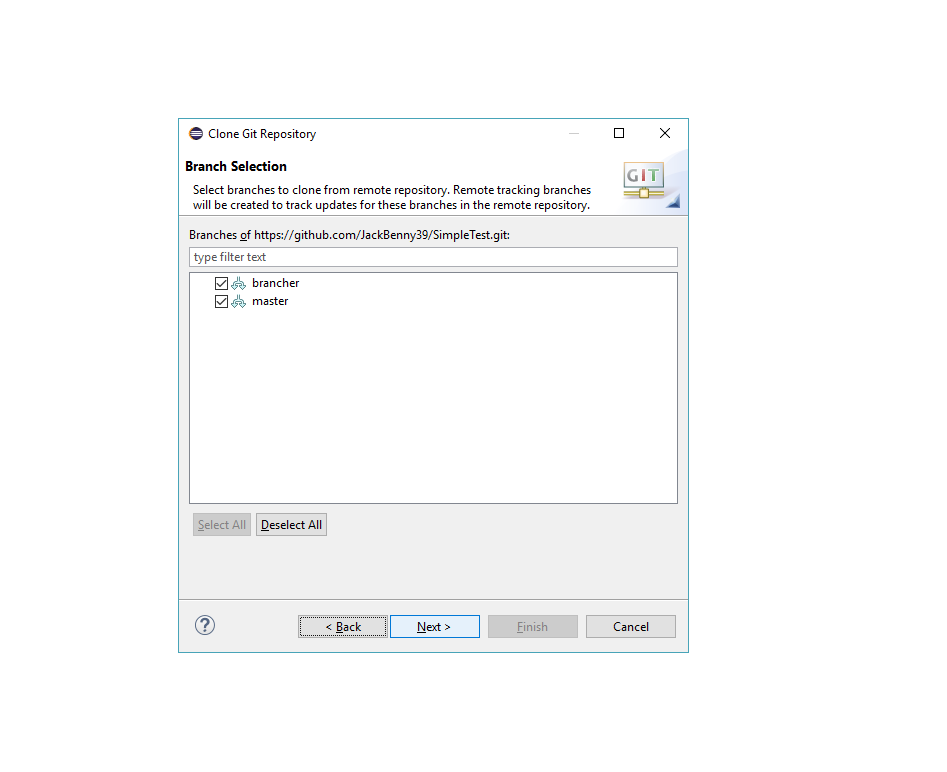 Clone Git Repository
Branch Selection
GIT
Select branches to clone from remote repository. Remote tracking branches
will be created to track updates for these branches in the remote repository.
Branches of https://github.com/JackBenny39/SimpleTest.git:
type filter text
brancher
master
Select All Deselect All
? < Back Next > Finish Cancel